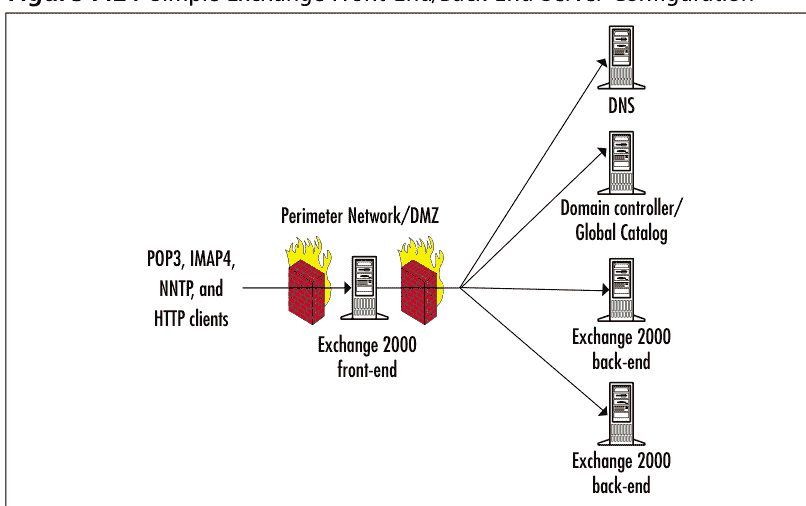 Simple Exchange Front-End/Back-End Server Configuration
DNS
Domain controller/
Global Catalog
Perimeter Network/DMZ
POP3, IMAP4,
NNTP, and
HTTP clients
Exchange 2000
front-end
Exchange 2000
back-end
Exchange 2000
back-end